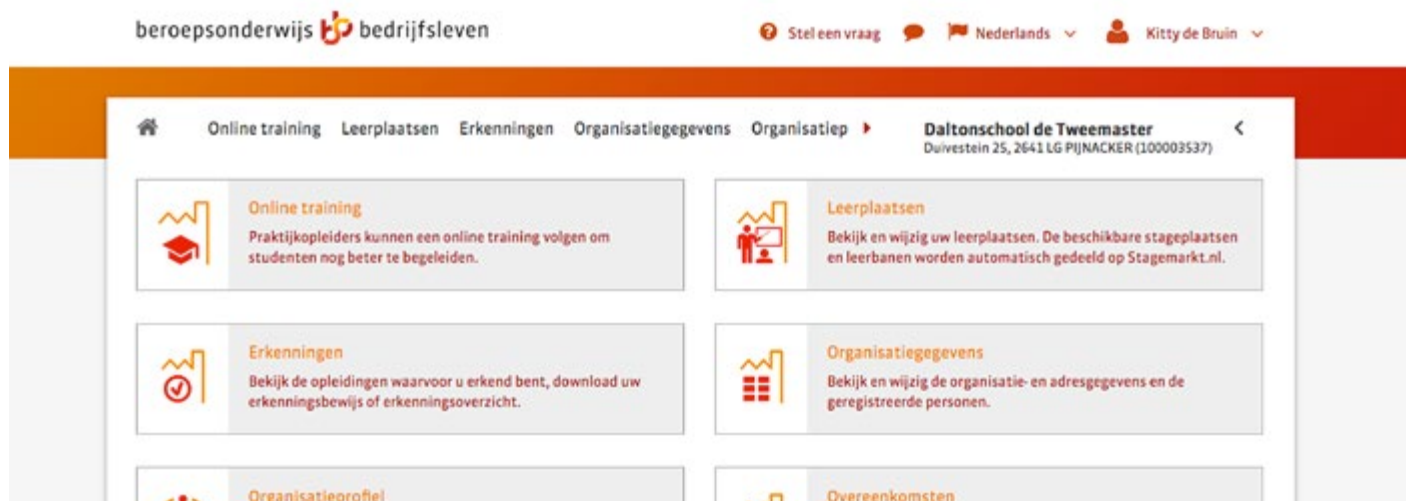 beroepsonderwijs bedrijfsleven
Stel een vraag
Nederlands
Kitty de Bruin
Online training Leerplaatsen Erkenningen Organisatiegegevens Organisatiep
Daltonschool de Tweemaster
Duivestein 25, 2641 LG PIJNACKER (100003537)
Online training
Praktijkopleiders kunnen een online training volgen om
studenten nog beter te begeleiden.
Leerplaatsen
Bekijk en wijzig uw leerplaatsen. De beschikbare stageplaatsen
en leerbanen worden automatisch gedeeld op Stagemarkt.nl.
Erkenningen
Bekijk de opleidingen waarvoor u erkend bent, download uw
erkenningsbewijs of erkenningsoverzicht.
Organisatiegegevens
Bekijk en wijzig de organisatie- en adresgegevens en de
geregistreerde personen.
Organisatieprofiel
Overeenkomsten